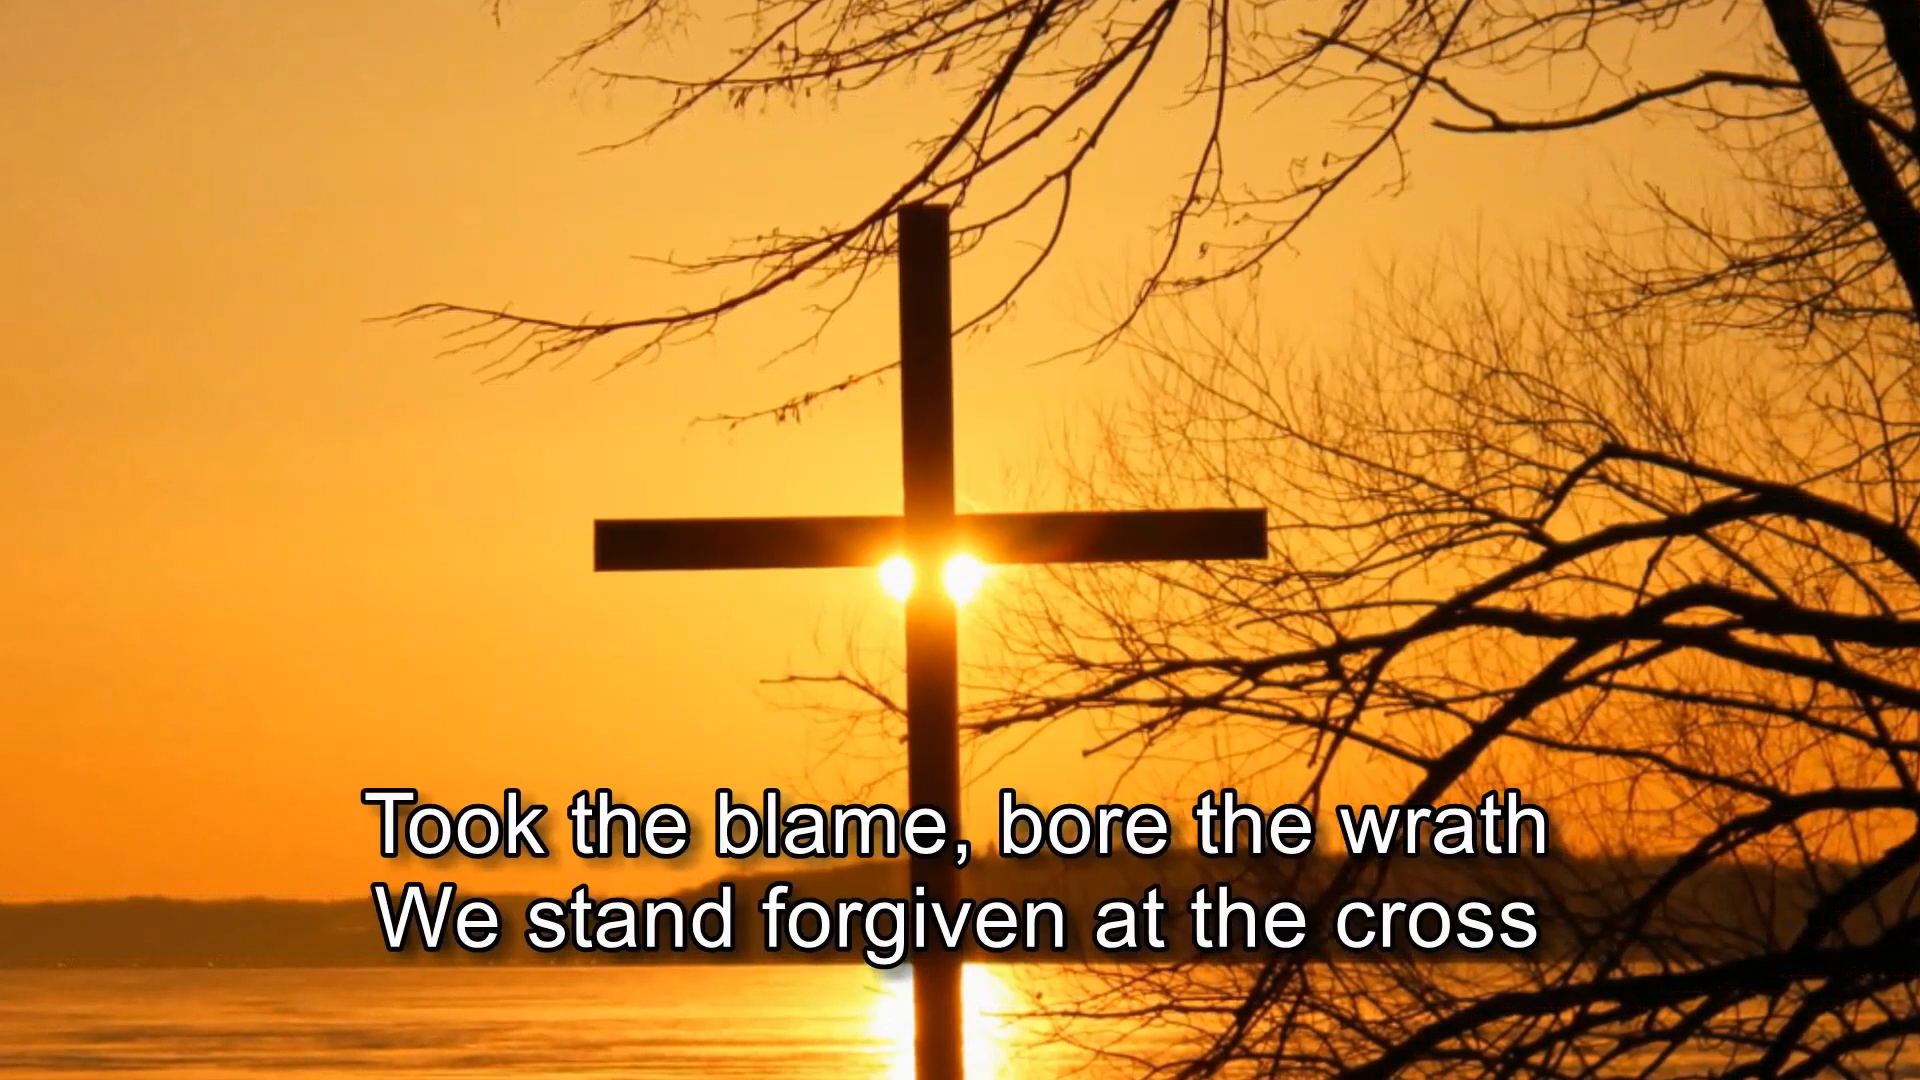 Took the blame, bore the wrath
We stand forgiven at the cross